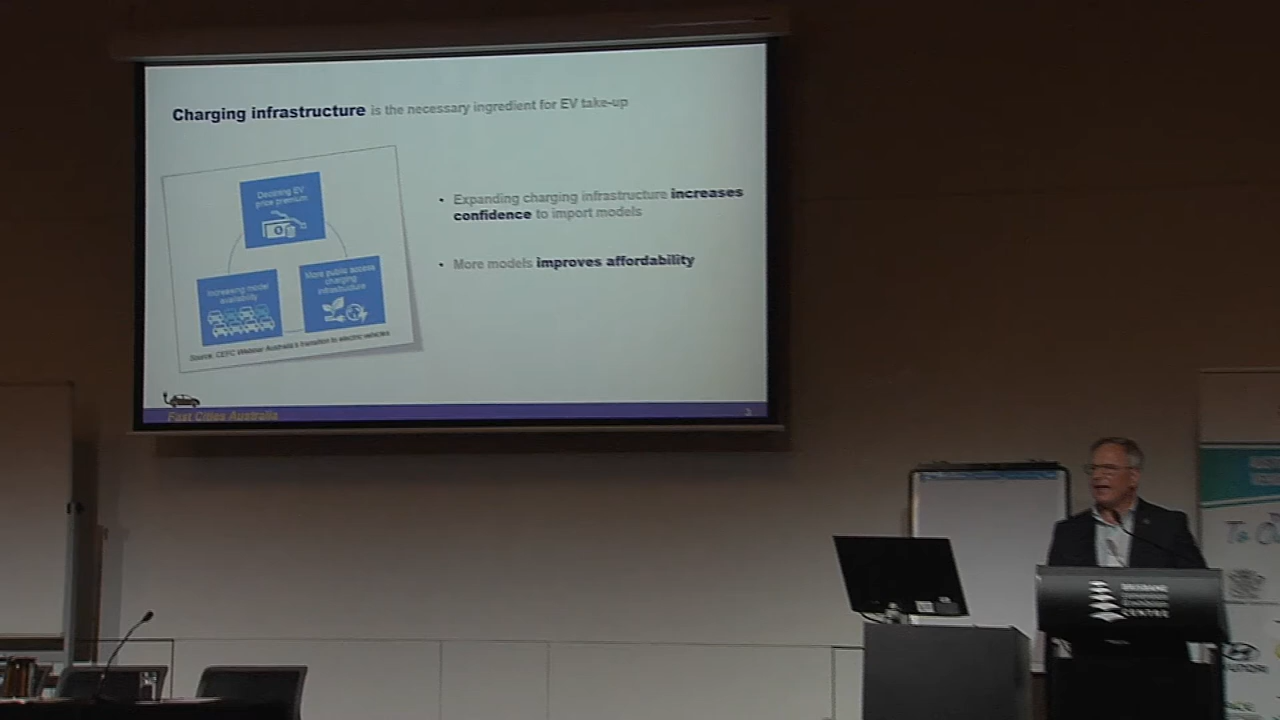 Charging infrastructure is the necessary ingredient for EV take-up
Declining EV
price premium
Increasing model
availability
More public access
charging
infrastructure
Source: CEFC Webinar Australia's transition to electric vehicles
• Expanding charging infrastructure increases
confidence to import models
• More models improves affordability
Fast Cities Australia
3
BRISBANE
CENTRE
To